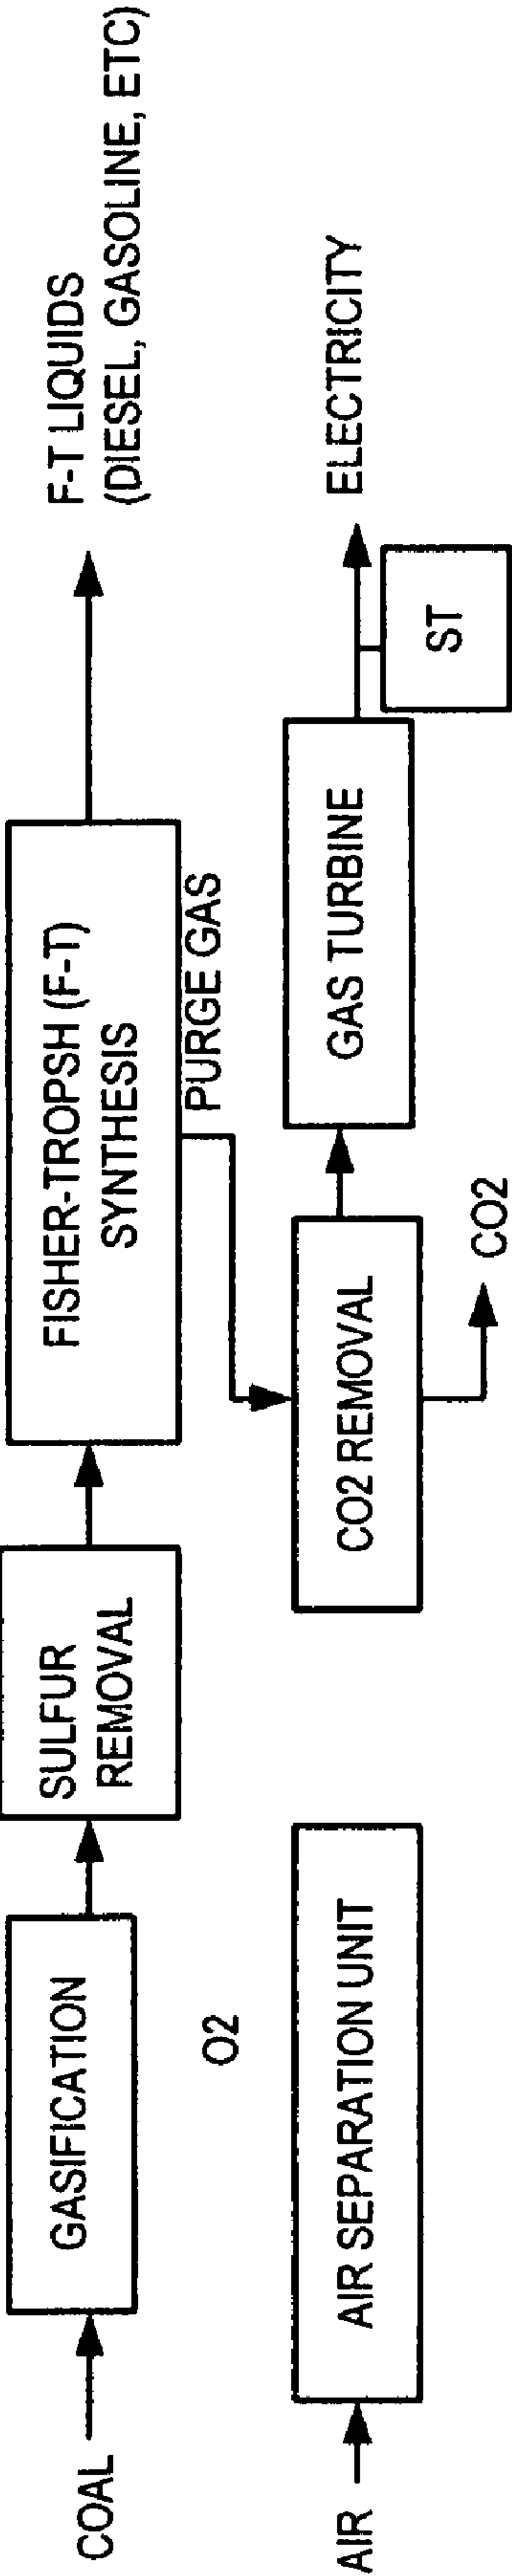 COAL
GASIFICATION
SULFUR
REMOVAL
FISHER-TROPSH (F-T)
SYNTHESIS
F-T LIQUIDS
(DIESEL, GASOLINE, ETC)
O2
PURGE GAS
AIR
AIR SEPARATION UNIT
CO2 REMOVAL
GAS TURBINE
ELECTRICITY
ST
CO2